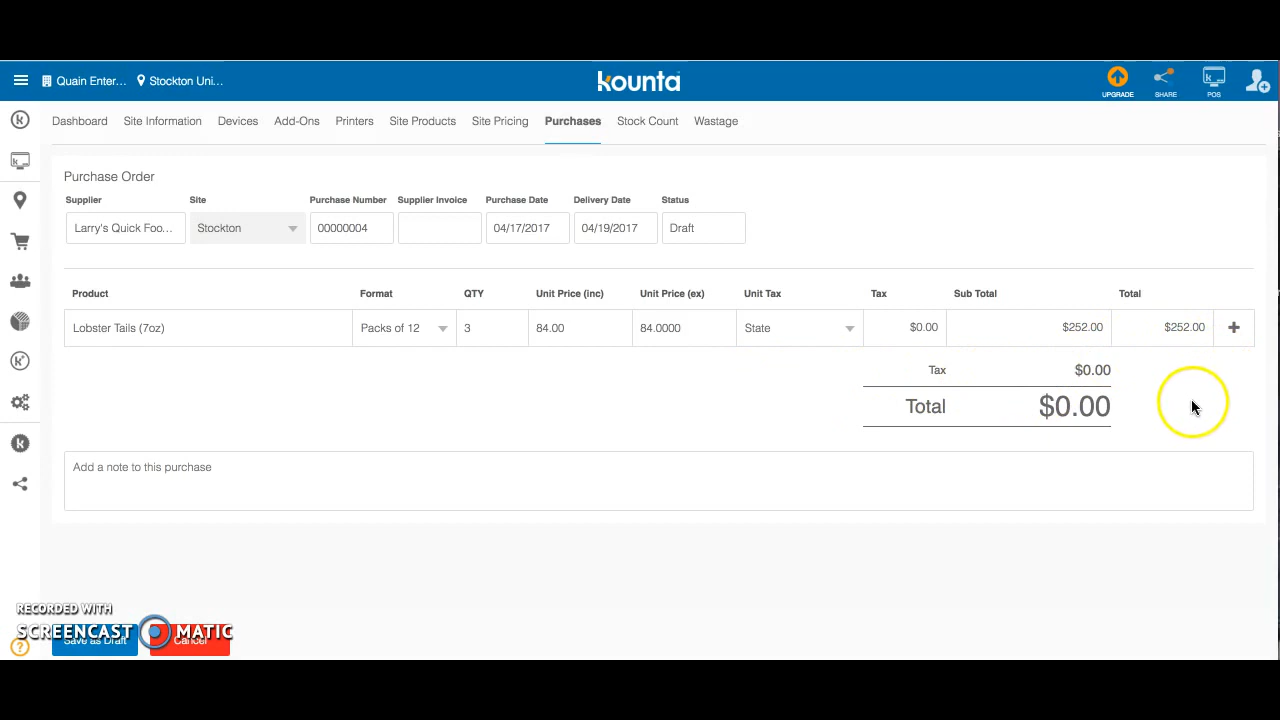 Quain Enter... Stockton Uni... kounta UPGRADE SHARE POS
Dashboard Site Information Devices Add-Ons Printers Site Products Site Pricing Purchases Stock Count Wastage
Purchase Order
Supplier Site Purchase Number Supplier Invoice Purchase Date Delivery Date Status
Larry's Quick Foo... Stockton 00000004 04/17/2017 04/19/2017 Draft
Product Format QTY Unit Price (inc) Unit Price (ex) Unit Tax Tax Sub Total Total
Lobster Tails (7oz) Packs of 12 3 84.00 84.0000 State $0.00 $252.00 $252.00
Tax $0.00
Total $0.00
Add a note to this purchase
RECORDED WITH
SCREENCAST MATIC
Save as Draft Cancel
?